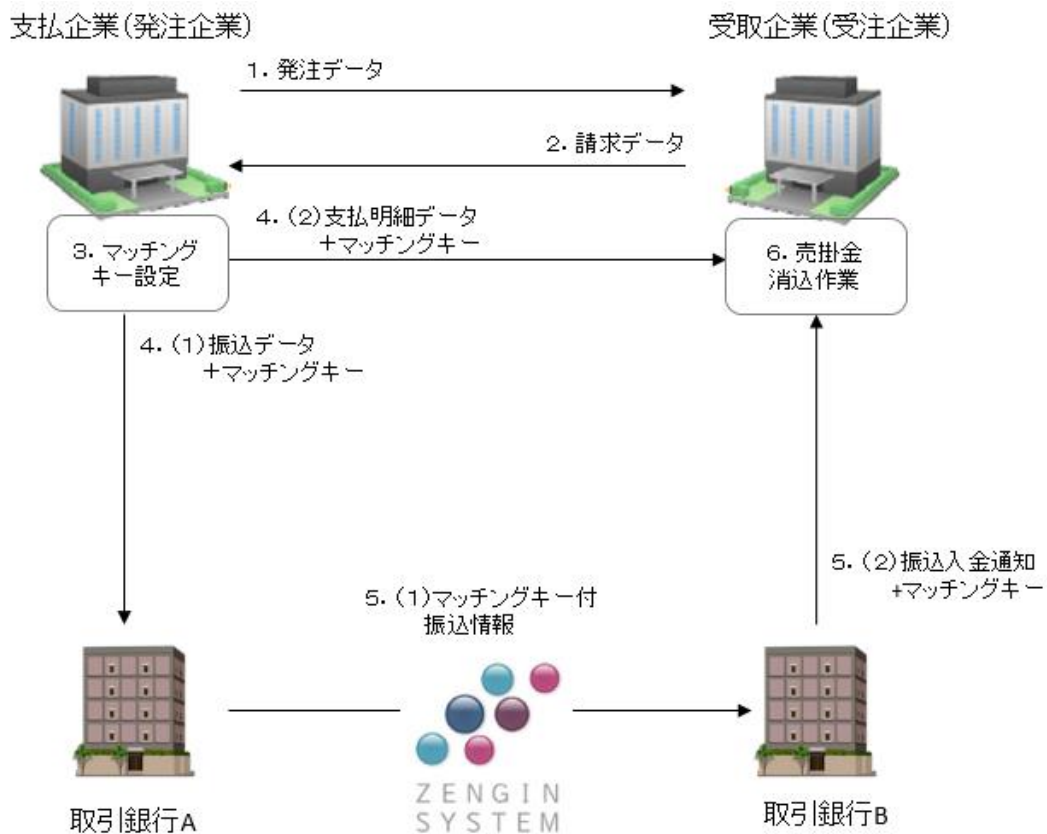 支払企業(発注企業)
受取企業(受注企業)
1. 発注データ
2. 請求データ
3. マッチング
キー設定
4. (2)支払明細データ
+マッチングキー
6. 売掛金
消込作業
4. (1)振込データ
+マッチングキー
5. (1)マッチングキー付
振込情報
5. (2)振込入金通知
+マッチングキー
ZENGIN
SYSTEM
取引銀行A
取引銀行B